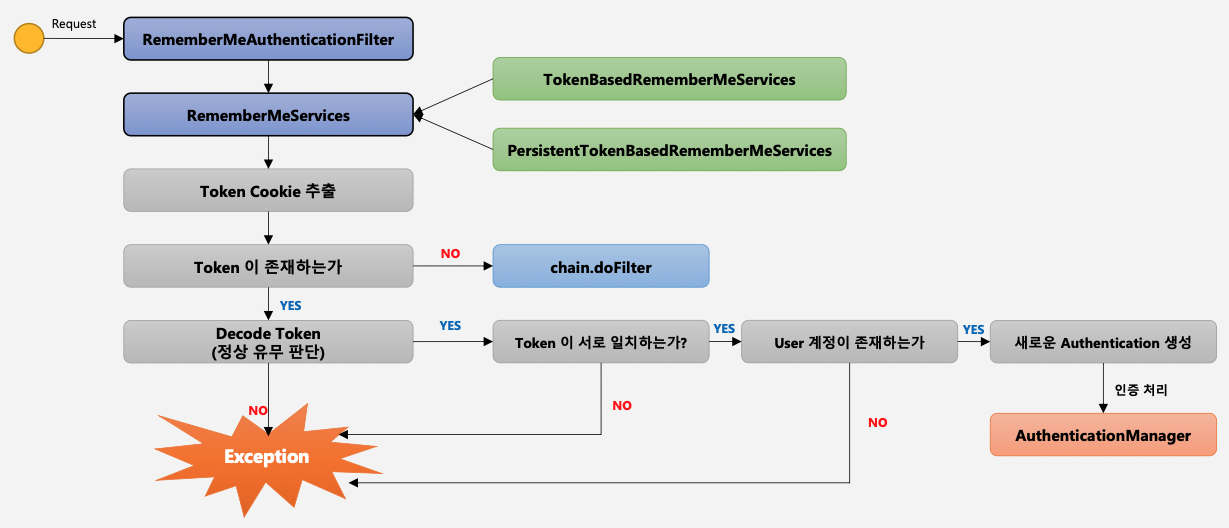 Request
RememberMeAuthenticationFilter
TokenBasedRememberMeServices
RememberMeServices
PersistentTokenBasedRememberMeServices
Token Cookie 추출
Token 이 존재하는가
NO
chain.doFilter
YES
Decode Token
(정상 유무 판단)
YES
Token 이 서로 일치하는가?
YES
User 계정이 존재하는가
YES
새로운 Authentication 생성
NO
NO
NO
인증 처리
Exception
AuthenticationManager